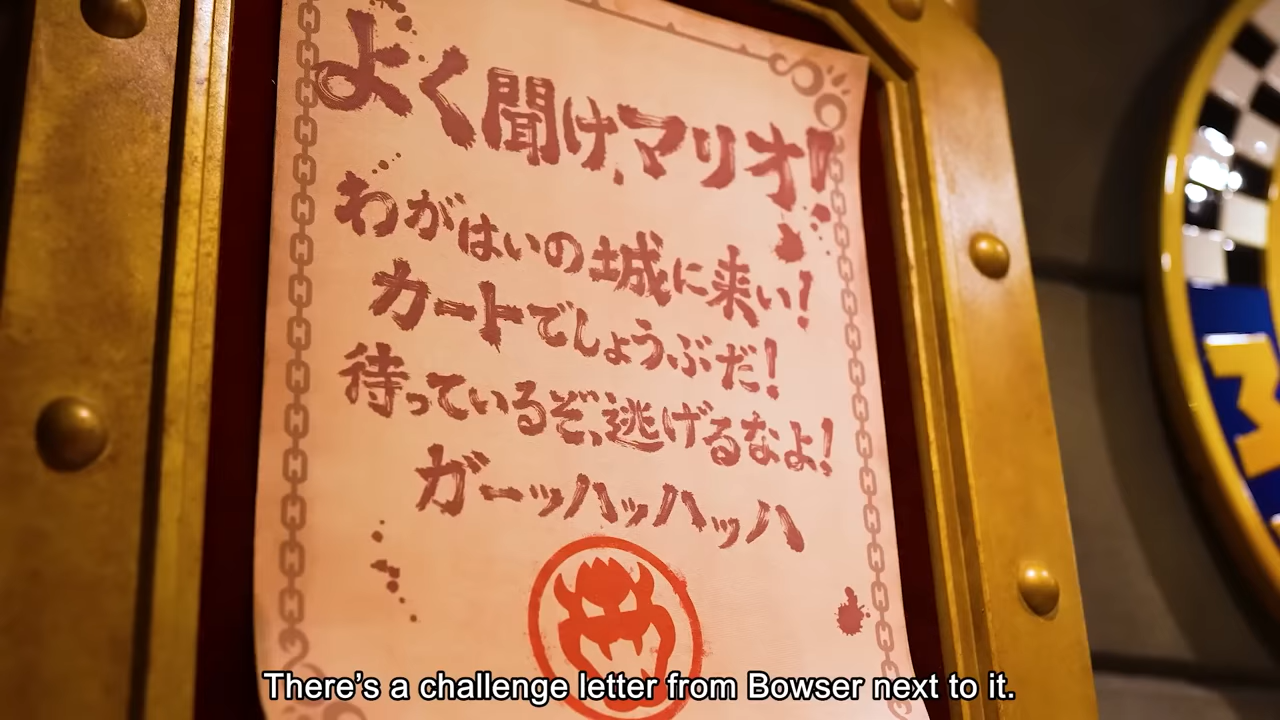 よく聞け、マリオ!
わがはいの城に来い!
カートでしょうぶだ!
待っているぞ、逃げるなよ!
ガーッハッハッハ
There's a challenge letter from Bowser next to it.